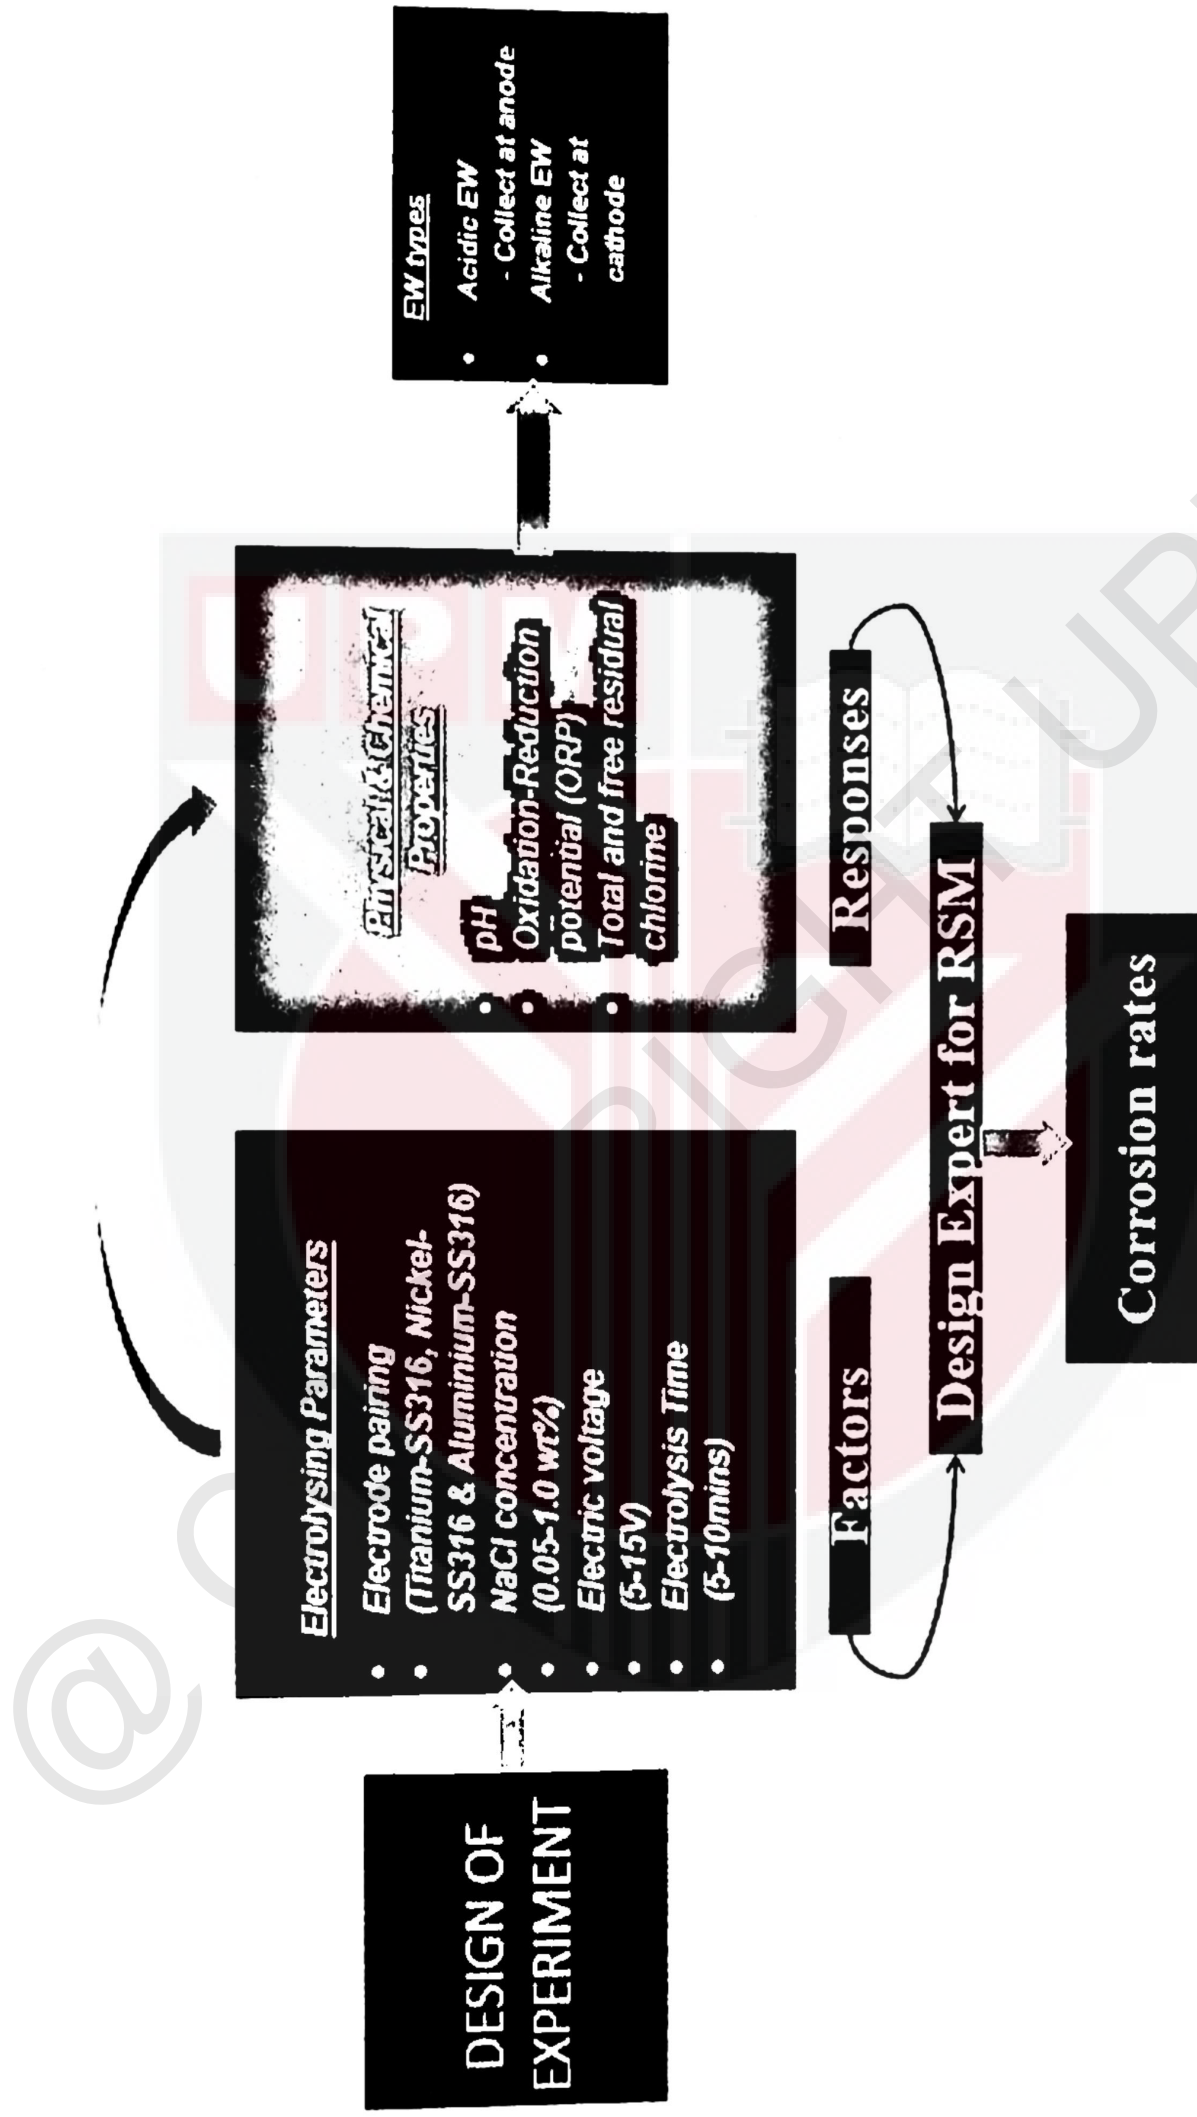 DESIGN OF
EXPERIMENT
Electrolysing Parameters
• Electrode pairing
• (Titanium-SS316, Nickel-
SS316 & Aluminium-SS316)
• NaCl concentration
• (0.05-1.0 wt%)
• Electric voltage
• (5-15V)
• Electrolysis Time
• (5-10mins)
Physical & Chemical
Properties
• pH
• Oxidation-Reduction
potential (ORP)
• Total and free residual
chlorine
EW types
• Acidic EW
- Collect at anode
• Alkaline EW
- Collect at
cathode
Factors
Responses
Design Expert for RSM
Corrosion rates
UPM